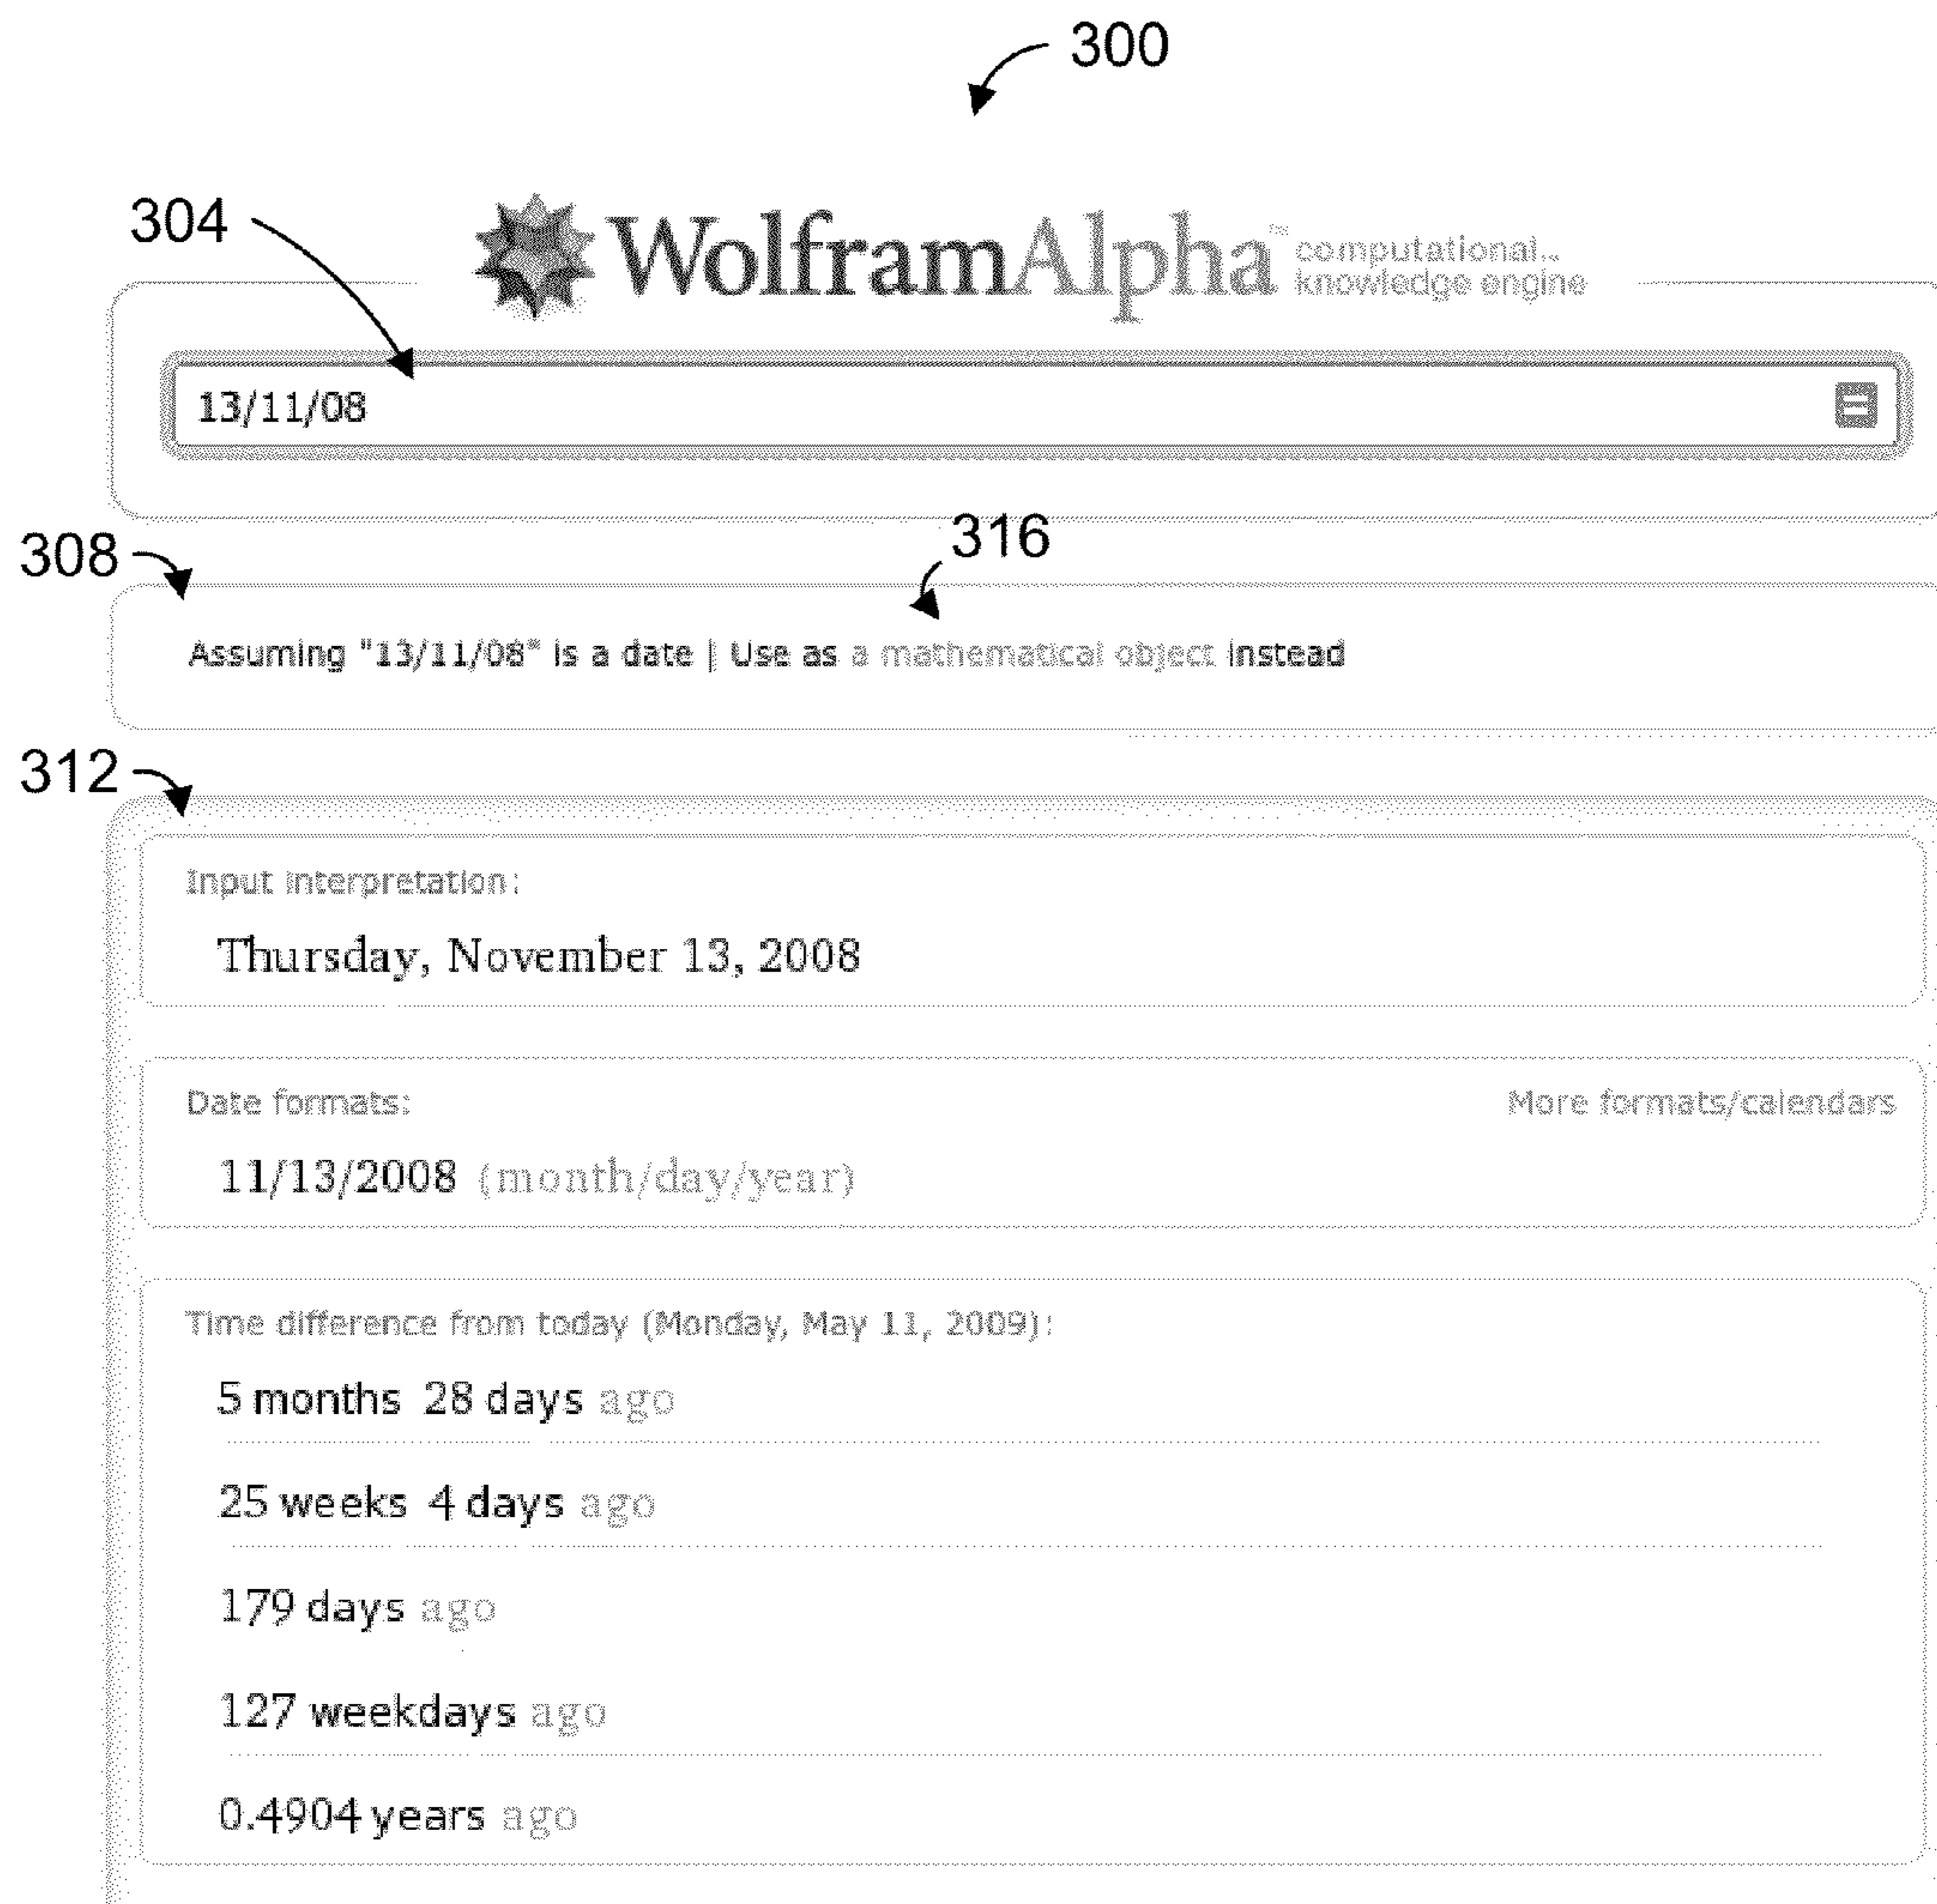 300
304
WolframAlpha™ computational..
knowledge engine
13/11/08
308
316
Assuming "13/11/08" is a date | Use as a mathematical object instead
312
Input interpretation:
Thursday, November 13, 2008
Date formats:
More formats/calendars
11/13/2008 (month/day/year)
Time difference from today (Monday, May 11, 2009):
5 months 28 days ago
25 weeks 4 days ago
179 days ago
127 weekdays ago
0.4904 years ago